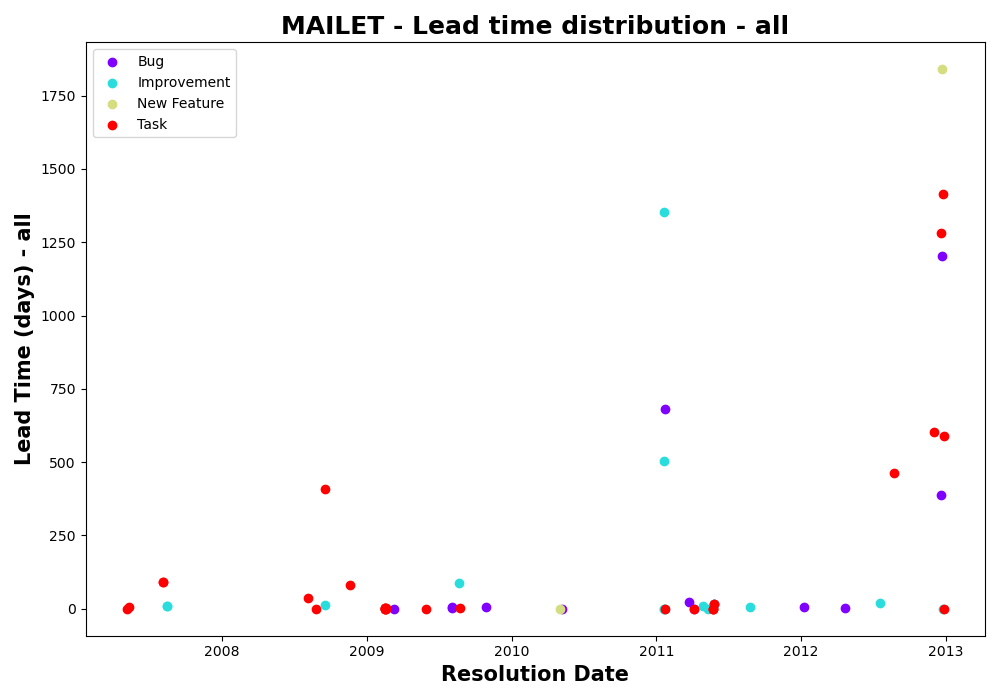 MAILET - Lead time distribution - all
Bug
Improvement
New Feature
Task
Lead Time (days) - all
1750
1500
1250
1000
750
500
250
0
2008
2009
2010
2011
2012
2013
Resolution Date